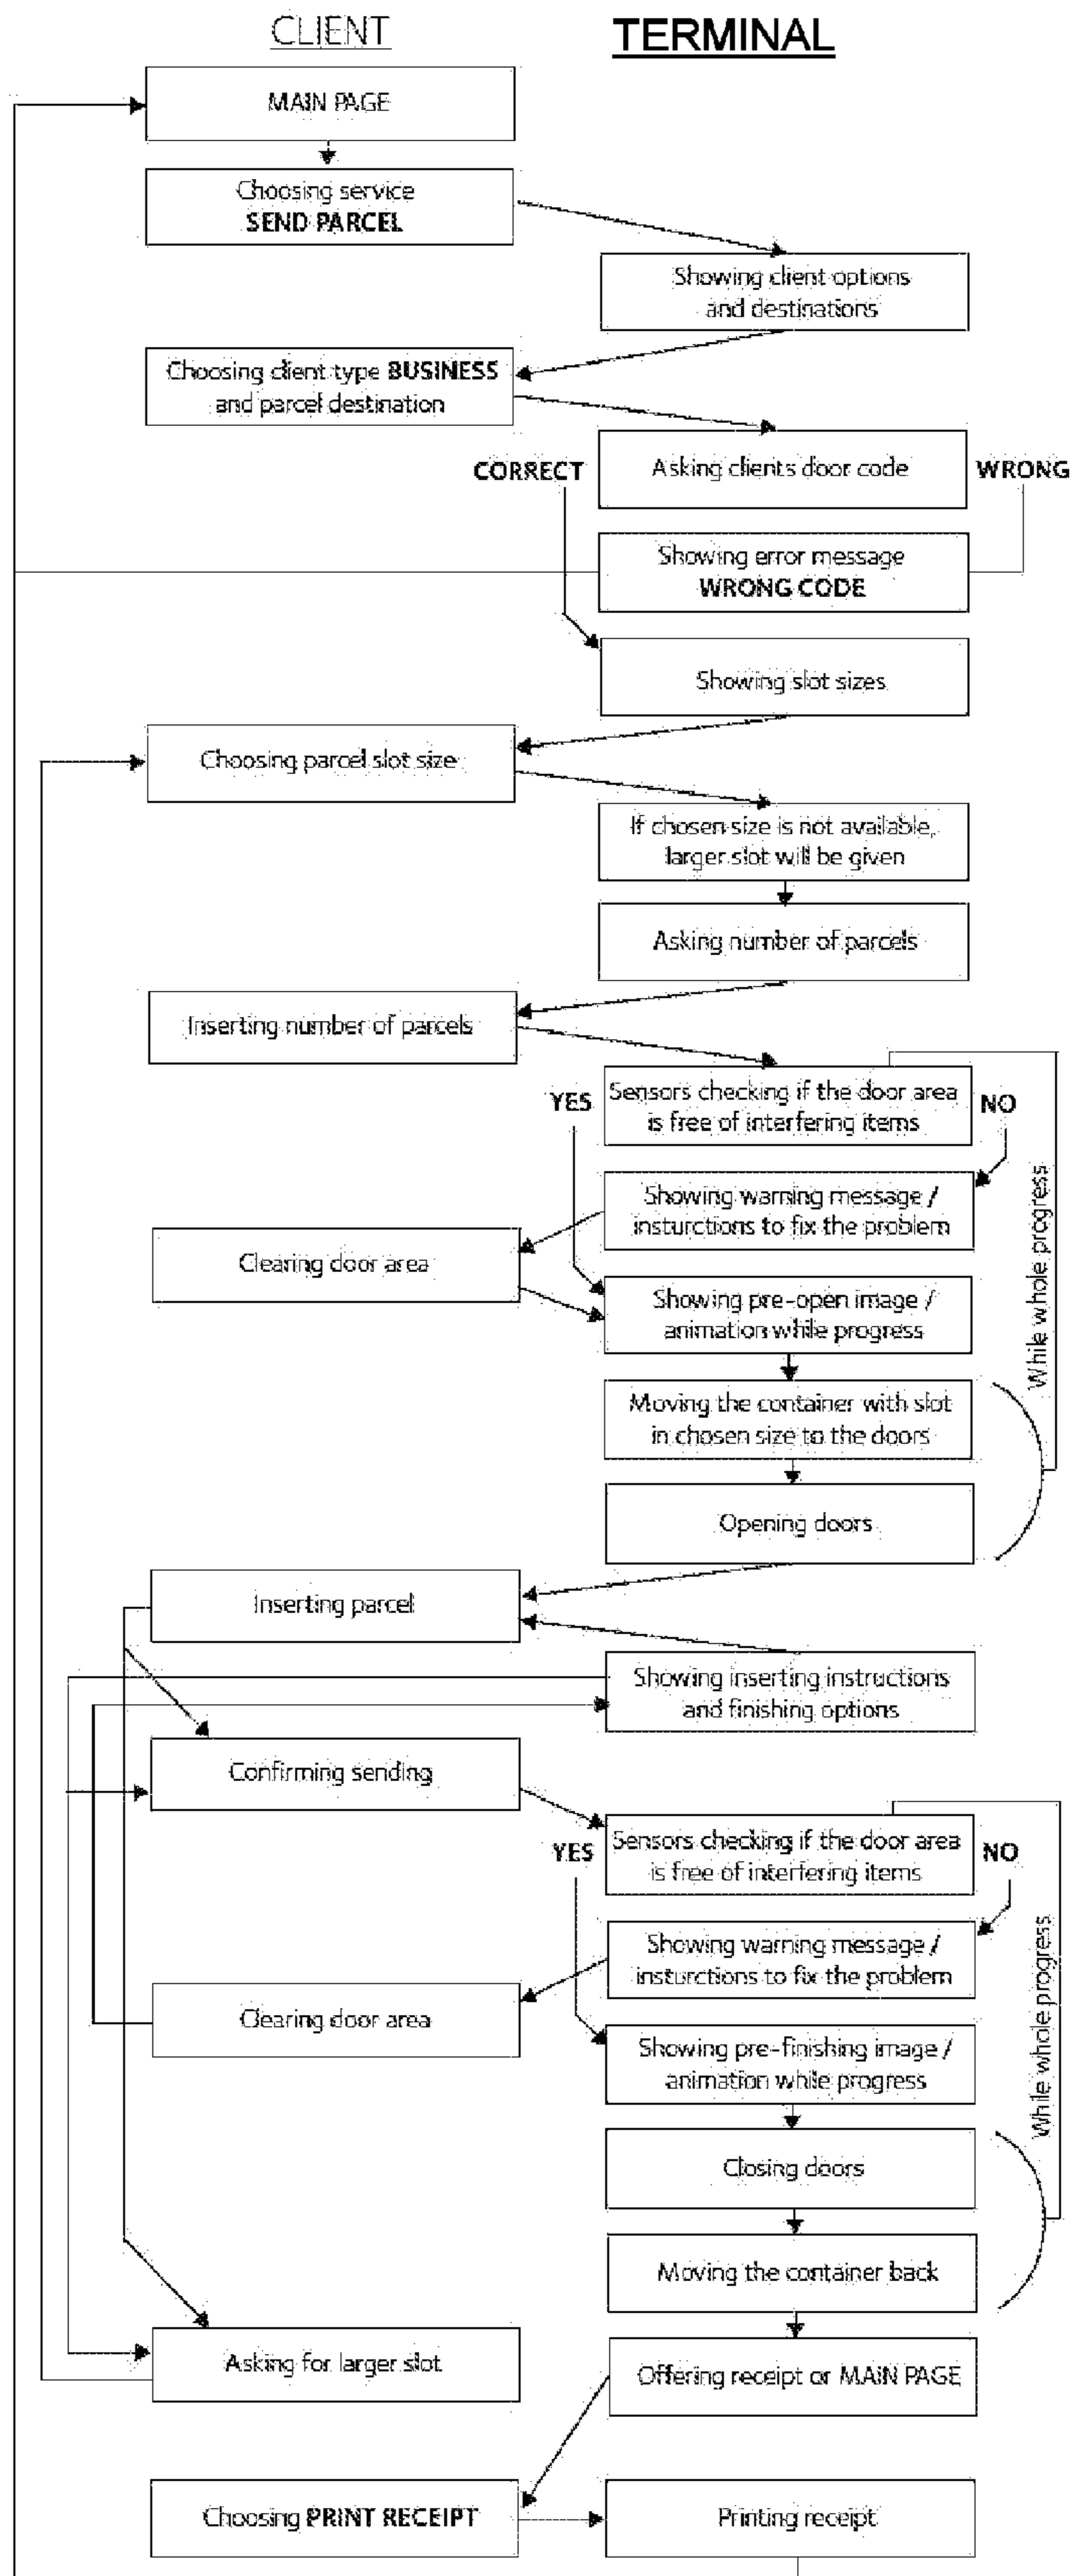 CLIENT
TERMINAL
MAIN PAGE
Choosing service
SEND PARCEL
Showing client options
and destinations
Choosing client type BUSINESS
and parcel destination
CORRECT
Asking clients door code
WRONG
Showing error message
WRONG CODE
Showing slot sizes
Choosing parcel slot size
If chosen size is not available,
larger slot will be given
Asking number of parcels
Inserting number of parcels
YES
Sensors checking if the door area
is free of interfering items
NO
Showing warning message /
insturctions to fix the problem
Clearing door area
Showing pre-open image /
animation while progress
While whole progress
Moving the container with slot
in chosen size to the doors
Opening doors
Inserting parcel
Showing inserting instructions
and finishing options
Confirming sending
YES
Sensors checking if the door area
is free of interfering items
NO
Showing warning message /
insturctions to fix the problem
Clearing door area
Showing pre-finishing image /
animation while progress
While whole progress
Closing doors
Moving the container back
Asking for larger slot
Offering receipt or MAIN PAGE
Choosing PRINT RECEIPT
Printing receipt